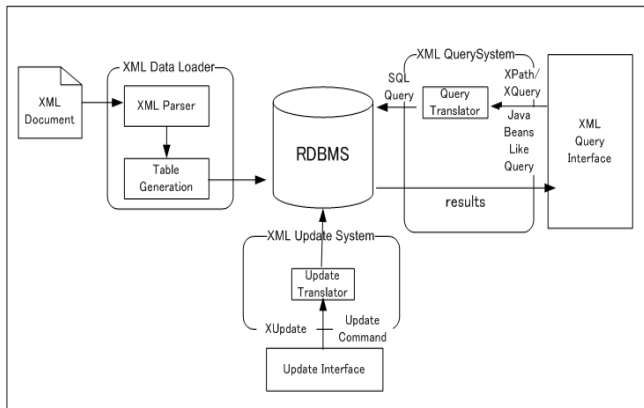 XML Data Loader
XML
Document
XML Parser
Table
Generation
RDBMS
XML QuerySystem
SQL
Query
Query
Translator
XPath/
XQuery
Java
Beans
Like
Query
XML
Query
Interface
results
XML Update System
Update
Translator
XUpdate
Update
Command
Update Interface